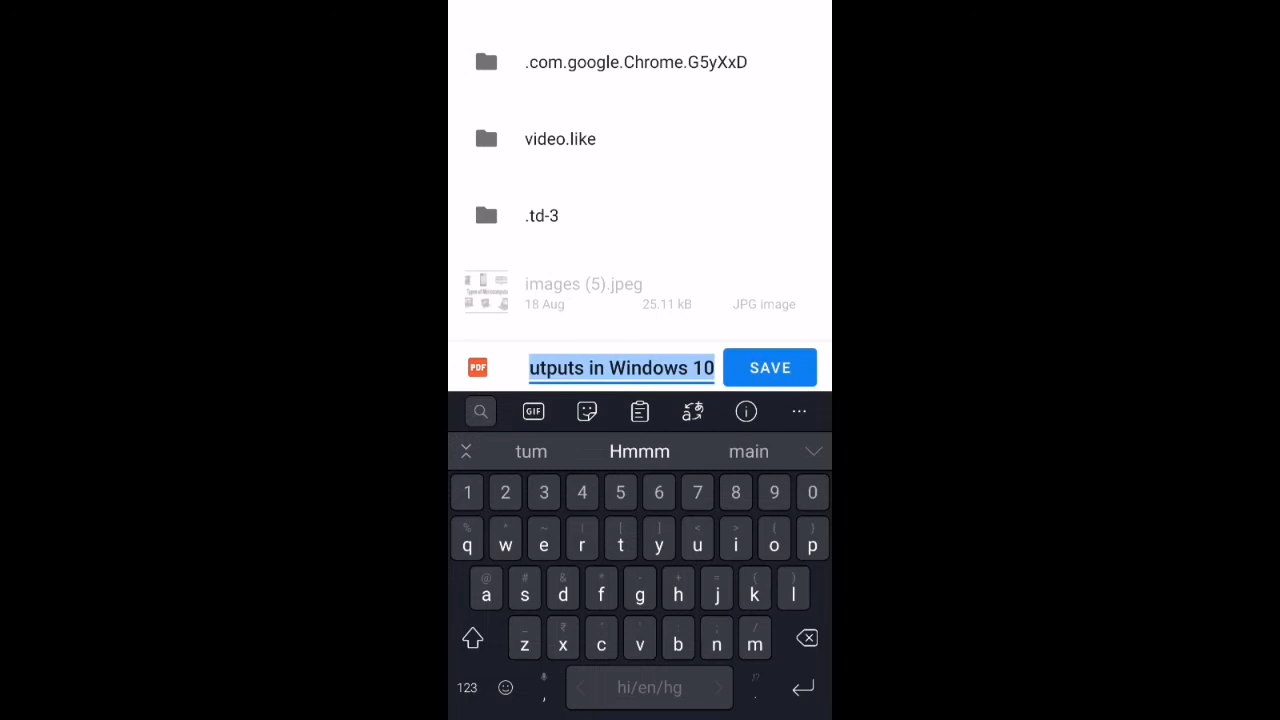 .com.google.Chrome.G5yXxD
video.like
.td-3
images (5).jpeg
18 Aug 25.11 kB JPG image
PDF utputs in Windows 10 SAVE
GIF
tum Hmmm main
1 2 3 4 5 6 7 8 9 0
q w e r t y u i o p
a s d f g h j k l
z x c v b n m
123 , hi/en/hg .